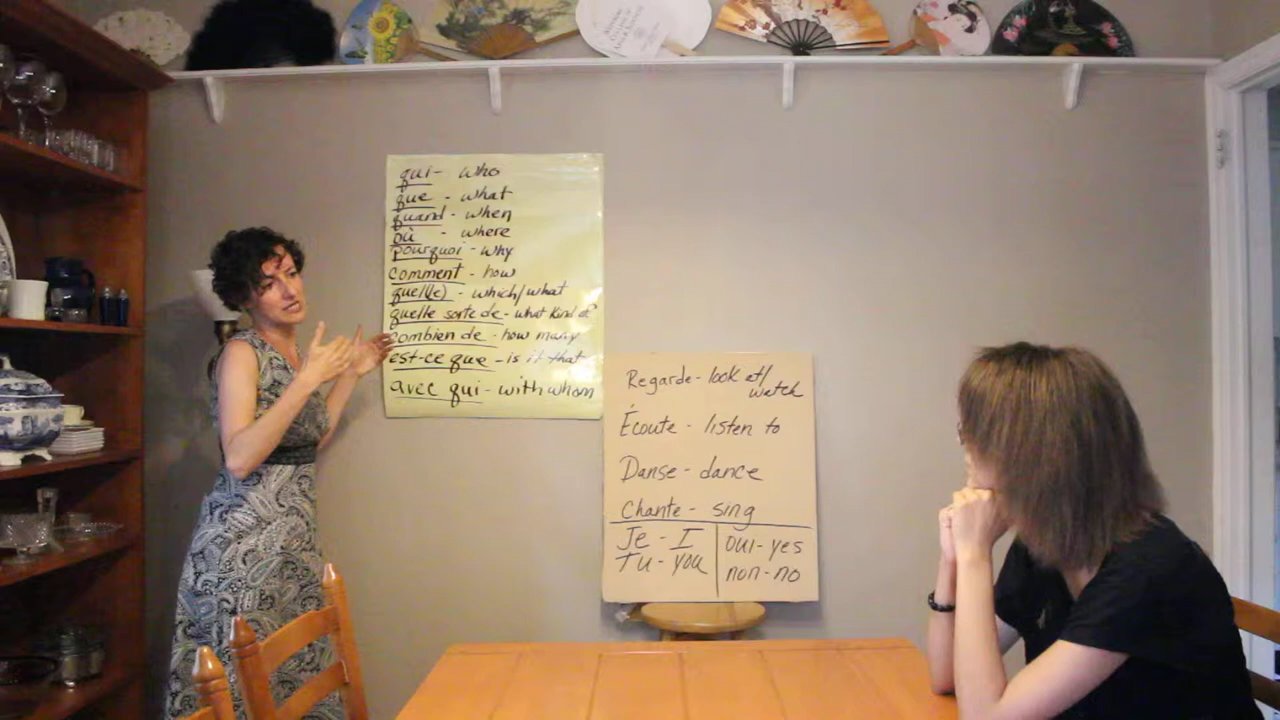 qui - who
que - what
quand - when
où - where
pourquoi - why
comment - how
quel(le) - which/what
quelle sorte de - what kind of
combien de - how many
est-ce que - is it that
avec qui - with whom
Regarde - look at/
watch
Écoute - listen to
Danse - dance
Chante - sing
Je - I
Tu - you
oui - yes
non - no